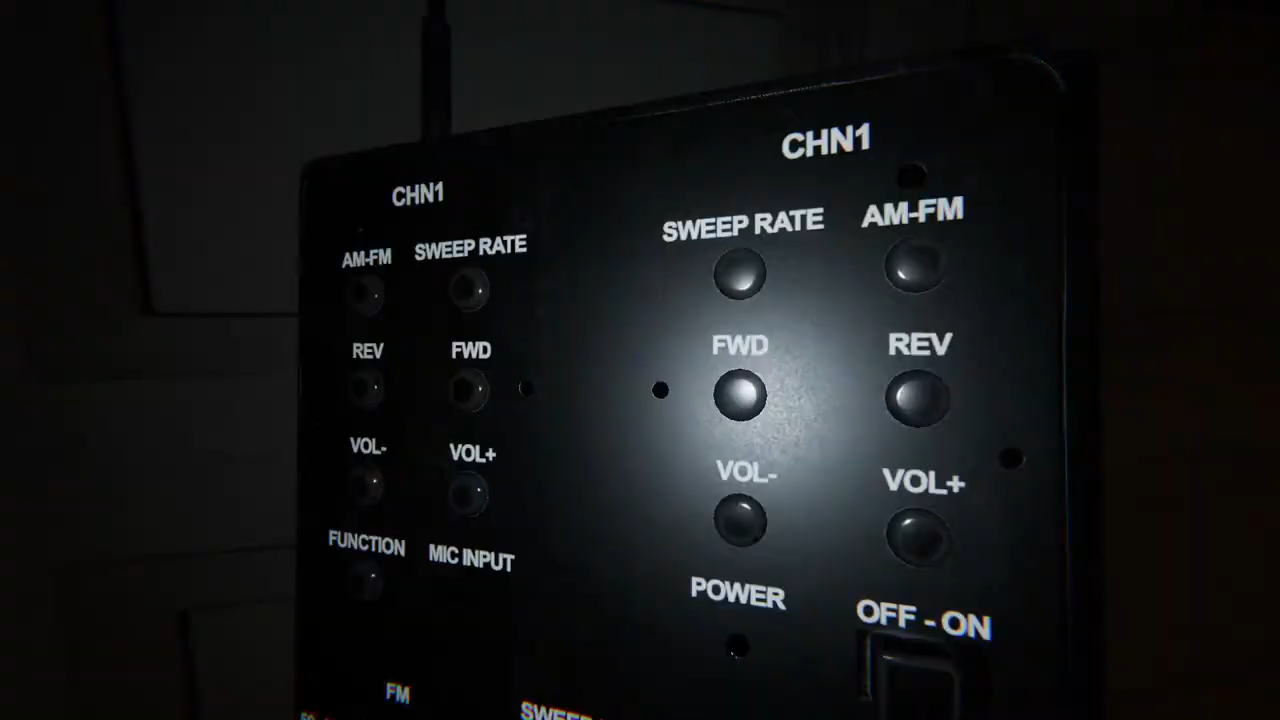 CHN1
CHN1
AM-FM SWEEP RATE
SWEEP RATE AM-FM
REV FWD
FWD REV
VOL- VOL+
VOL- VOL+
FUNCTION MIC INPUT
POWER OFF - ON
FM